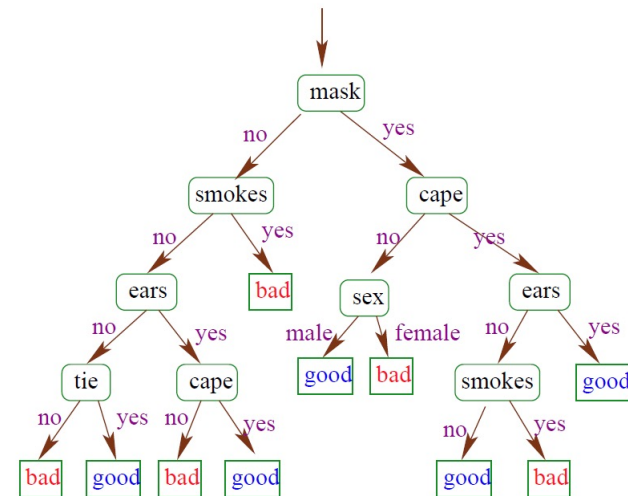 mask
no yes
smokes cape
no yes no yes
ears bad sex ears
no yes male female no yes
tie cape good bad smokes good
no yes no yes no yes
bad good bad good good bad